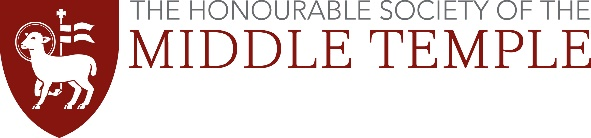 THE HONOURABLE SOCIETY OF THE
MIDDLE TEMPLE